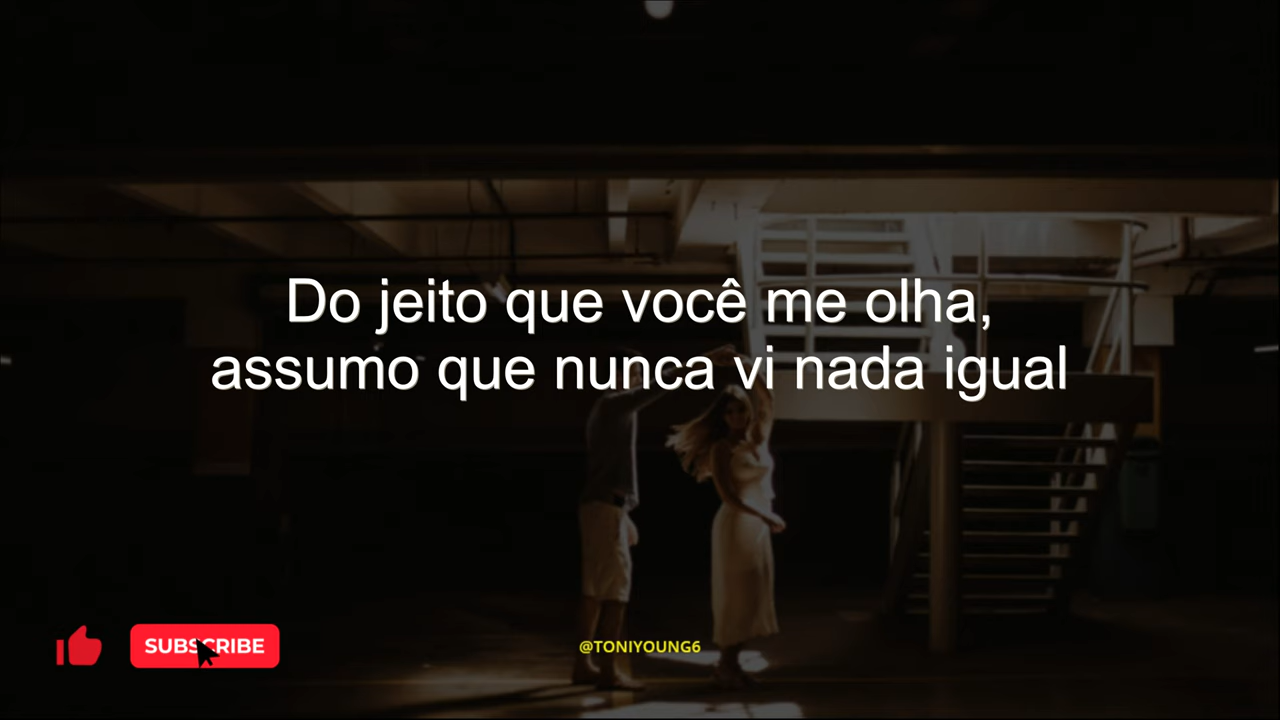 Do jeito que você me olha,
assumo que nunca vi nada igual
SUBSCRIBE
@TONIYOUNG6